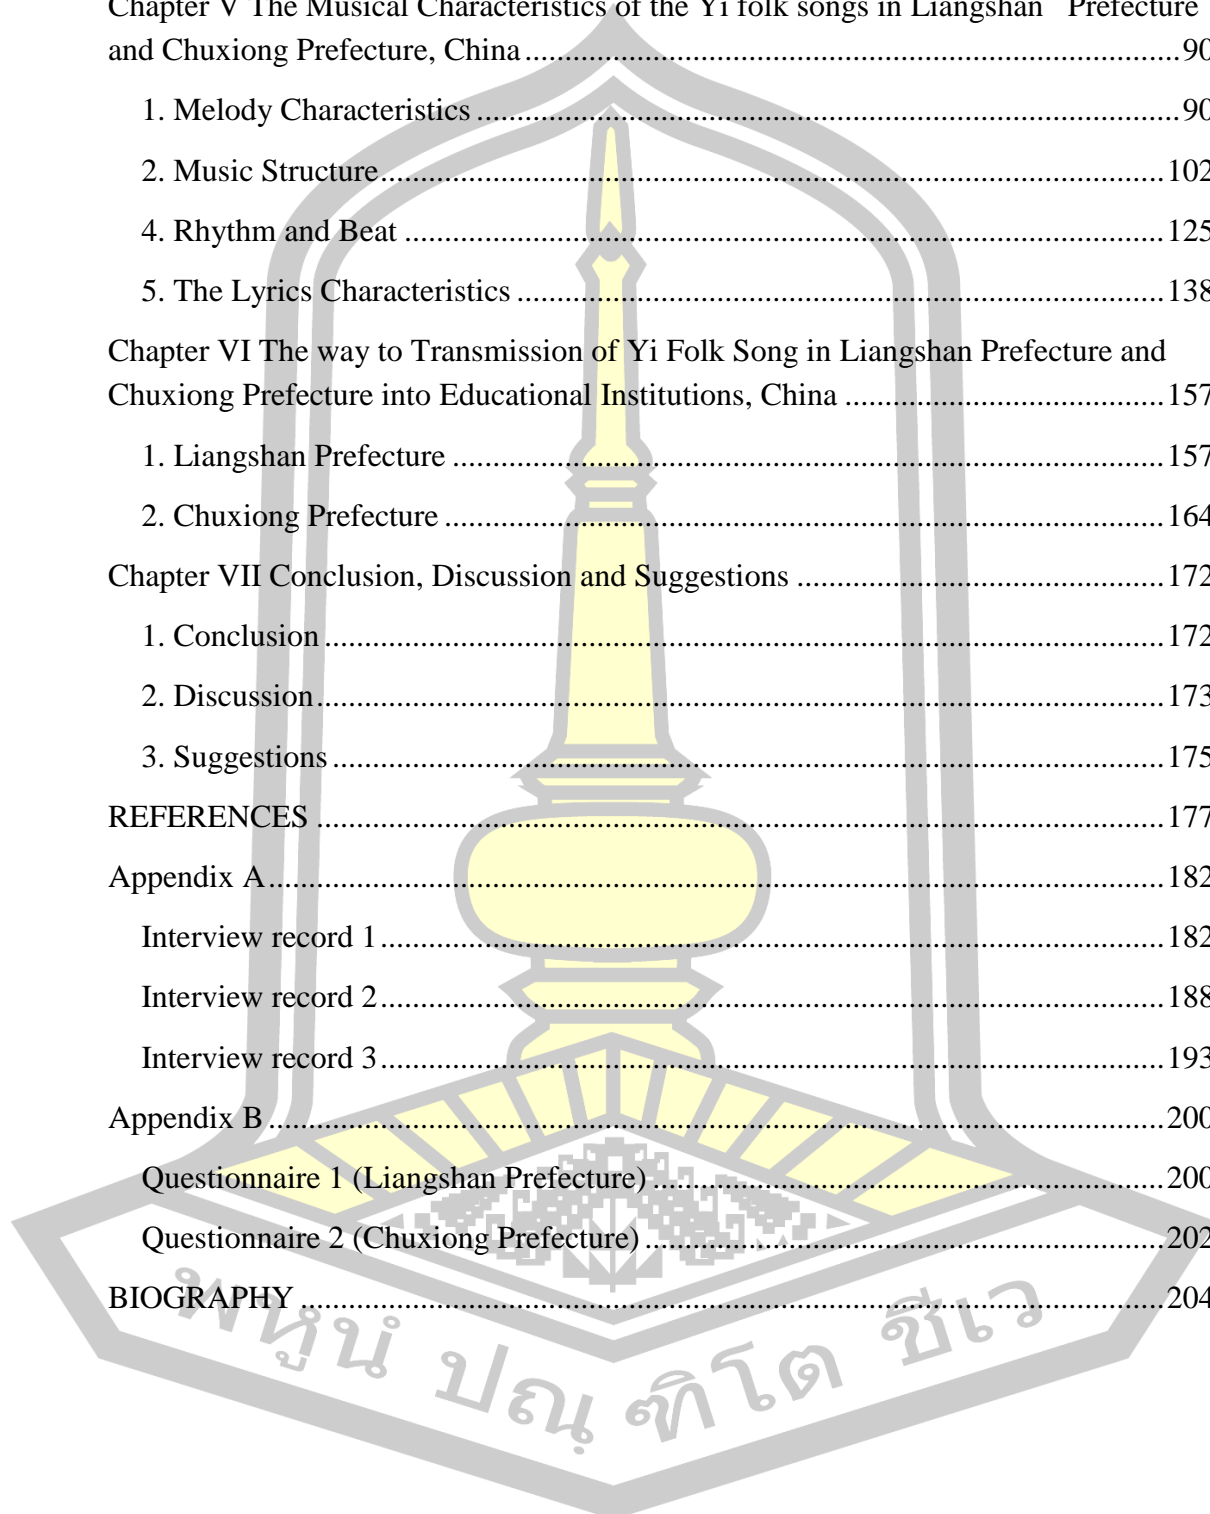 Chapter V The Musical Characteristics of the Yi folk songs in Liangshan Prefecture
and Chuxiong Prefecture, China ..... 90
1. Melody Characteristics ..... 90
2. Music Structure ..... 102
4. Rhythm and Beat ..... 125
5. The Lyrics Characteristics ..... 138
Chapter VI The way to Transmission of Yi Folk Song in Liangshan Prefecture and
Chuxiong Prefecture into Educational Institutions, China ..... 157
1. Liangshan Prefecture ..... 157
2. Chuxiong Prefecture ..... 164
Chapter VII Conclusion, Discussion and Suggestions ..... 172
1. Conclusion ..... 172
2. Discussion ..... 173
3. Suggestions ..... 175
REFERENCES ..... 177
Appendix A ..... 182
Interview record 1 ..... 182
Interview record 2 ..... 188
Interview record 3 ..... 193
Appendix B ..... 200
Questionnaire 1 (Liangshan Prefecture) ..... 200
Questionnaire 2 (Chuxiong Prefecture) ..... 202
BIOGRAPHY ..... 204
พหูนํ ปณฺฑิโต ชีเว